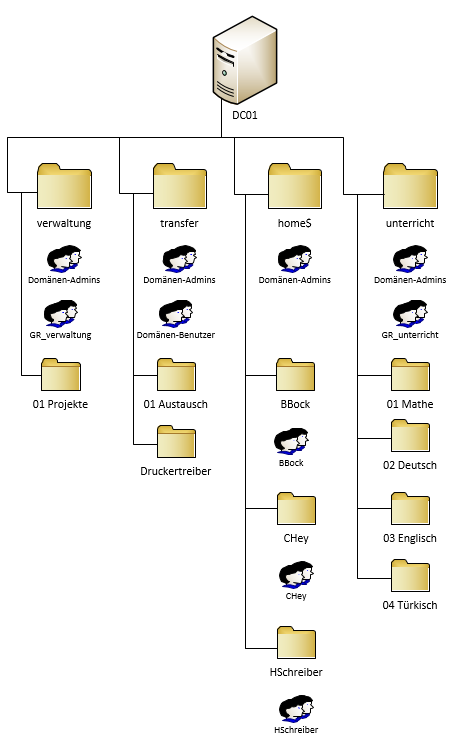 DC01
verwaltung
transfer
home$
unterricht
Domänen-Admins
Domänen-Admins
Domänen-Admins
Domänen-Admins
GR_verwaltung
Domänen-Benutzer
GR_unterricht
01 Projekte
01 Austausch
BBock
01 Mathe
Druckertreiber
BBock
02 Deutsch
CHey
03 Englisch
CHey
04 Türkisch
HSchreiber
HSchreiber